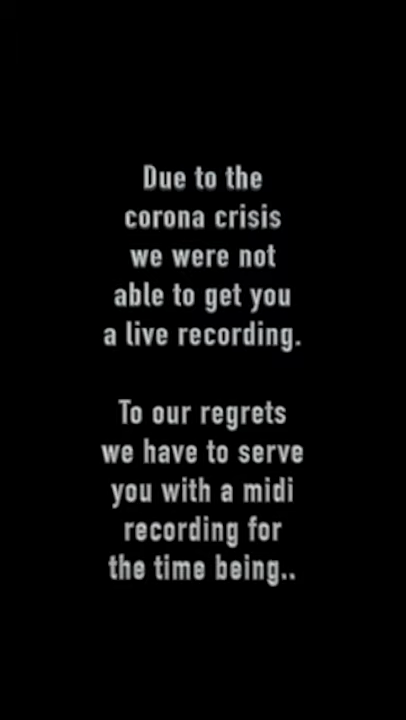 Due to the
corona crisis
we were not
able to get you
a live recording.
To our regrets
we have to serve
you with a midi
recording for
the time being..